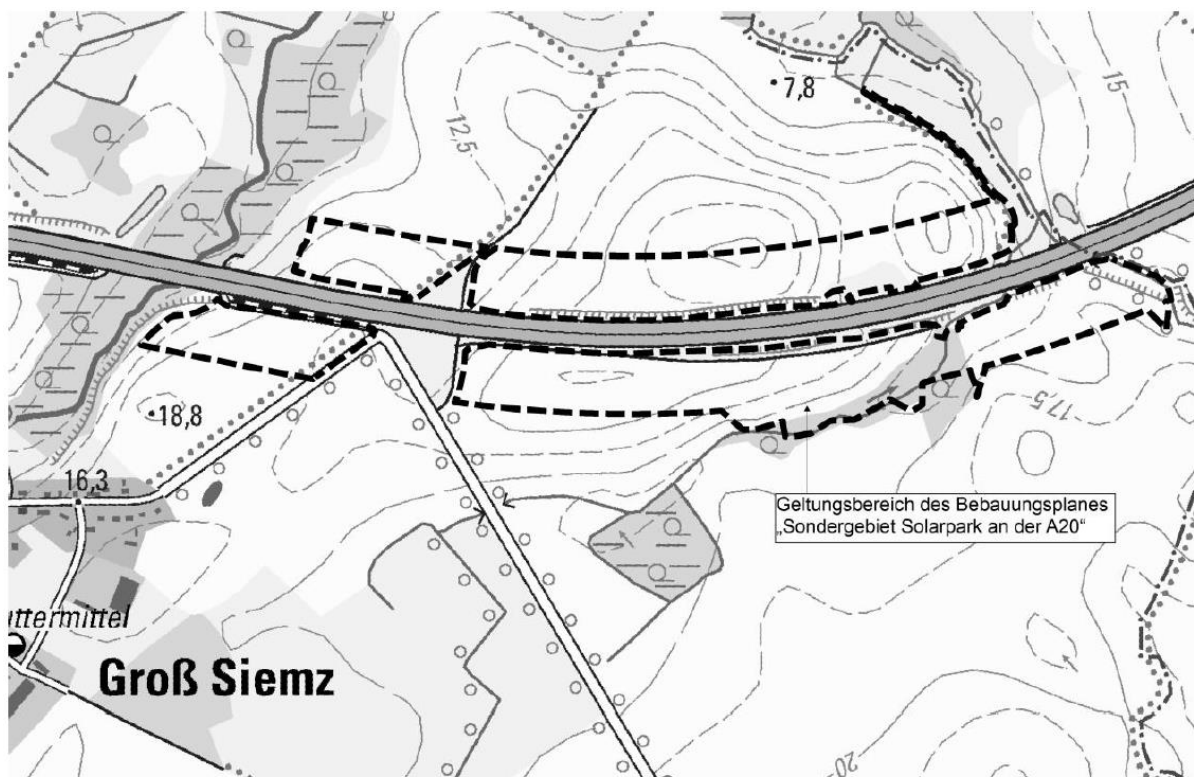 7,8
15
12,5
18,8
17,5
16,3
Geltungsbereich des Bebauungsplanes
„Sondergebiet Solarpark an der A20“
uttermittel
Groß Siemz
20